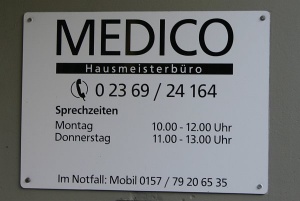 MEDICO
Hausmeisterbüro
0 23 69 / 24 164
Sprechzeiten
Montag 10.00 - 12.00 Uhr
Donnerstag 11.00 - 13.00 Uhr
Im Notfall: Mobil 0157 / 79 20 65 35